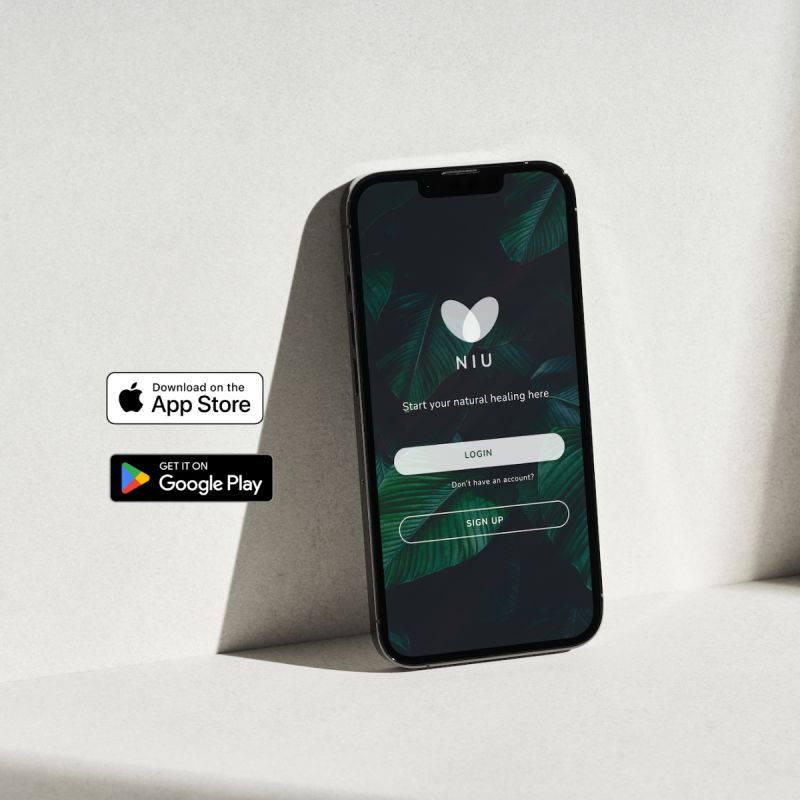 Download on the
App Store
GET IT ON
Google Play
NIU
Start your natural healing here
LOGIN
Don't have an account?
SIGN UP